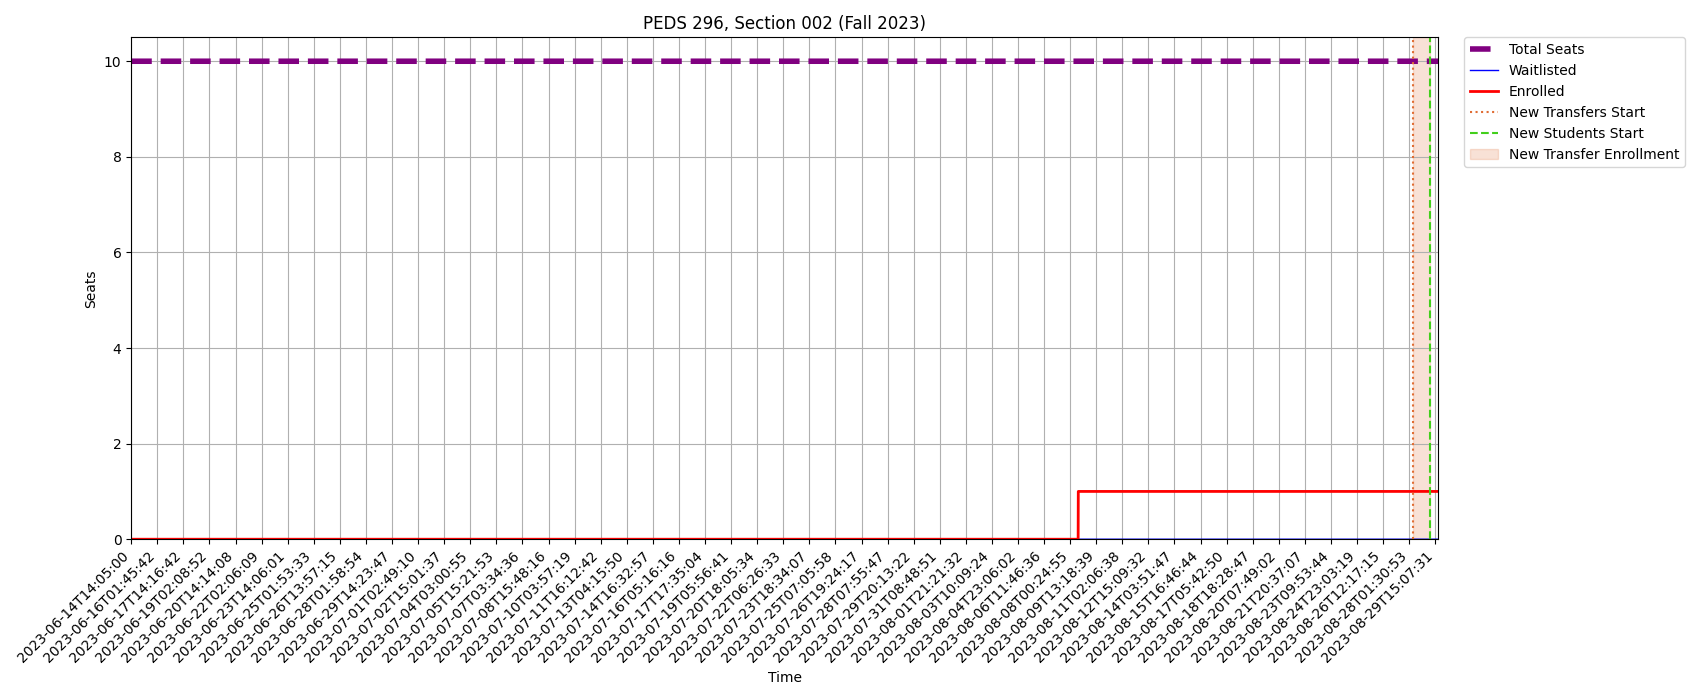 PEDS 296, Section 002 (Fall 2023)
Total Seats
Waitlisted
Enrolled
New Transfers Start
New Students Start
New Transfer Enrollment
Seats
10
8
6
4
2
0
2023-06-14T14:05:00
2023-06-16T01:45:42
2023-06-17T14:16:42
2023-06-19T02:08:52
2023-06-20T14:14:08
2023-06-22T02:06:09
2023-06-23T14:06:01
2023-06-25T01:53:33
2023-06-26T13:57:15
2023-06-28T01:58:54
2023-06-29T14:23:47
2023-07-01T02:49:10
2023-07-02T15:01:37
2023-07-04T03:00:55
2023-07-05T15:21:53
2023-07-07T03:34:36
2023-07-08T15:48:16
2023-07-10T03:57:19
2023-07-11T16:12:42
2023-07-13T04:15:50
2023-07-14T16:32:57
2023-07-16T05:16:16
2023-07-17T17:35:04
2023-07-19T05:56:41
2023-07-20T18:05:34
2023-07-22T06:26:33
2023-07-23T18:34:07
2023-07-25T07:05:58
2023-07-26T19:24:17
2023-07-28T07:55:47
2023-07-29T20:13:22
2023-07-31T08:48:51
2023-08-01T21:21:32
2023-08-03T10:09:24
2023-08-04T23:06:02
2023-08-06T11:46:36
2023-08-08T00:24:55
2023-08-09T13:18:39
2023-08-11T02:06:38
2023-08-12T15:09:32
2023-08-14T03:51:47
2023-08-15T16:46:44
2023-08-17T05:42:50
2023-08-18T18:28:47
2023-08-20T07:49:02
2023-08-21T20:37:07
2023-08-23T09:53:44
2023-08-24T23:03:19
2023-08-26T12:17:15
2023-08-28T01:30:53
2023-08-29T15:07:31
Time